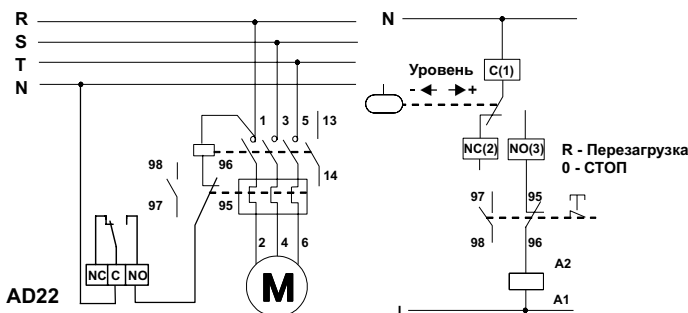 R
S
T
N
1 3 5 13
98
96
14
97
95
2 4 6
NC C NO
M
AD22
N
Уровень
C(1)
- +
NC(2) NO(3)
R - Перезагрузка
0 - СТОП
97 95
98 96
A2
A1